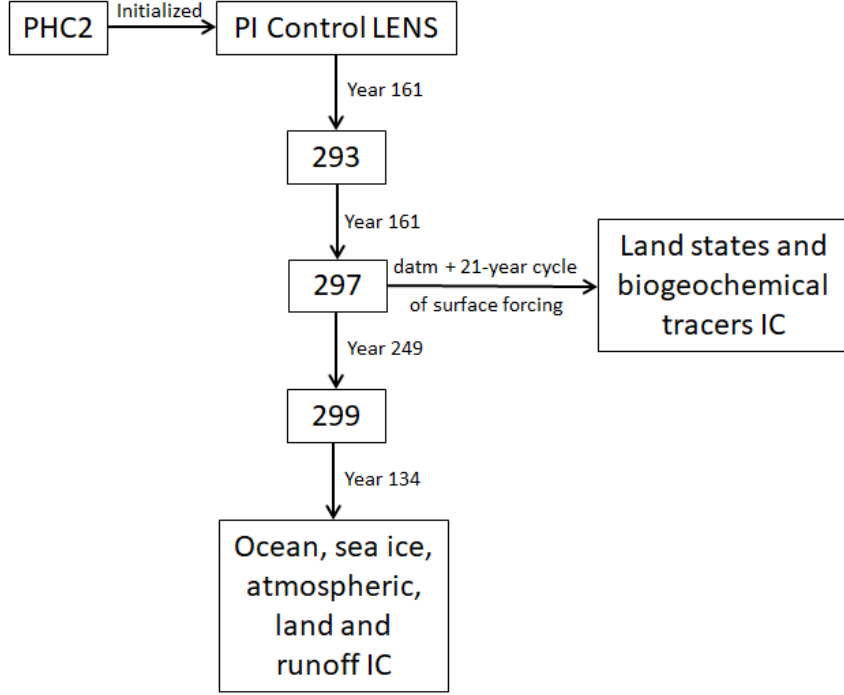 PHC2
Initialized
PI Control LENS
Year 161
293
Year 161
297
datm + 21-year cycle
of surface forcing
Land states and
biogeochemical
tracers IC
Year 249
299
Year 134
Ocean, sea ice,
atmospheric,
land and
runoff IC